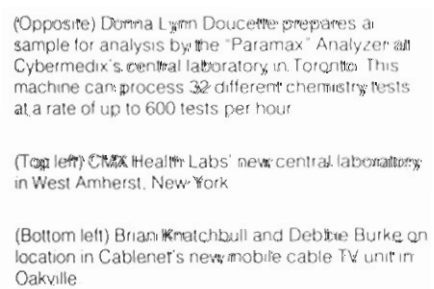 (Opposite) Donna Lynn Doucette prepares a
sample for analysis by the "Paramax" Analyzer at
Cybermedix's central laboratory in Toronto. This
machine can process 32 different chemistry tests
at a rate of up to 600 tests per hour
(Top left) CMX Health Labs' new central laboratory
in West Amherst, New York
(Bottom left) Brian Knatchbull and Debbie Burke on
location in Cablenet's new mobile cable TV unit in
Oakville